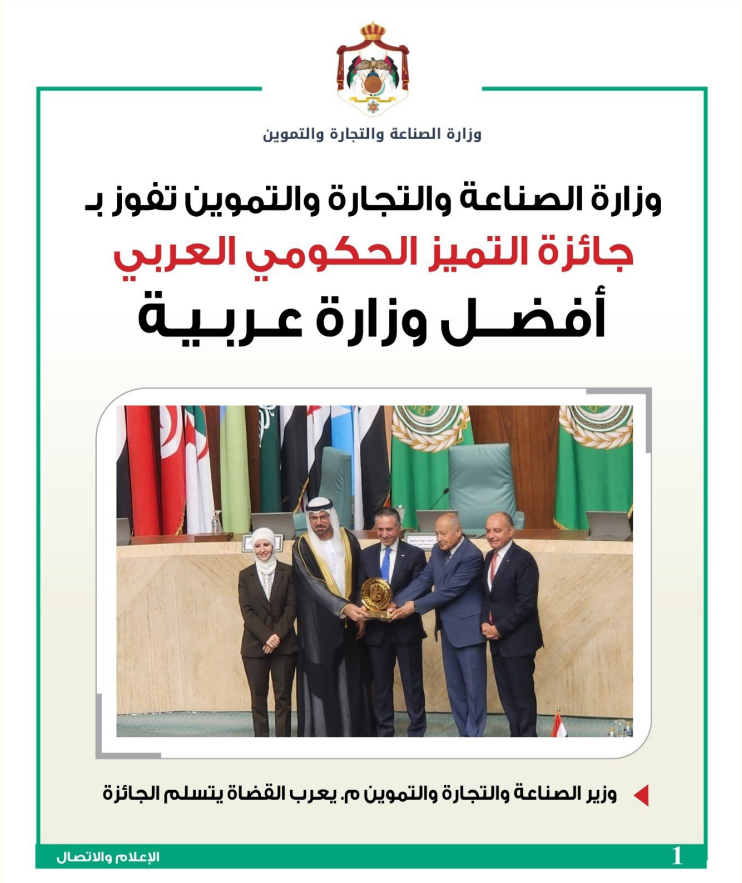 وزارة الصناعة والتجارة والتموين
وزارة الصناعة والتجارة والتموين تفوز بـ
جائزة التميز الحكومي العربي
أفضــل وزارة عـربـيـة
وزير الصناعة والتجارة والتموين م. يعرب القضاة يتسلم الجائزة
1
الإعلام والاتصال